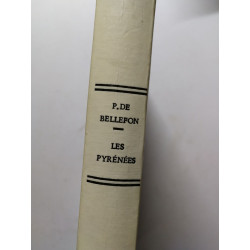 P. DE
BELLEFON
LES
PYRÉNÉES